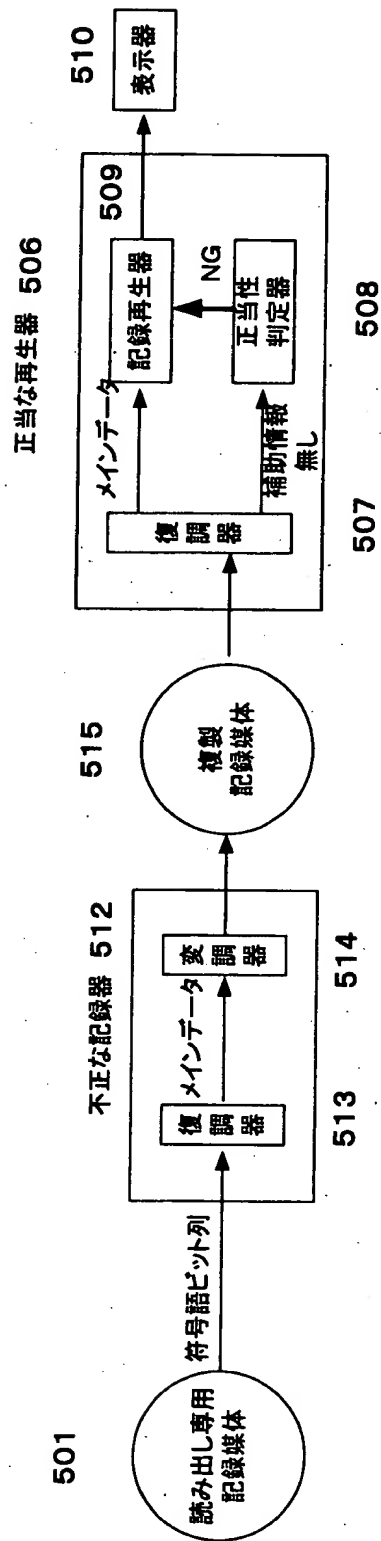 501
読み出し専用
記録媒体
符号語ビット列
不正な記録器 512
復調器
513
メインデータ
変調器
514
515
複製
記録媒体
正当な再生器 506
復調器
507
メインデータ
補助情報
無し
記録再生器
509
NG
正当性
判定器
508
510
表示器